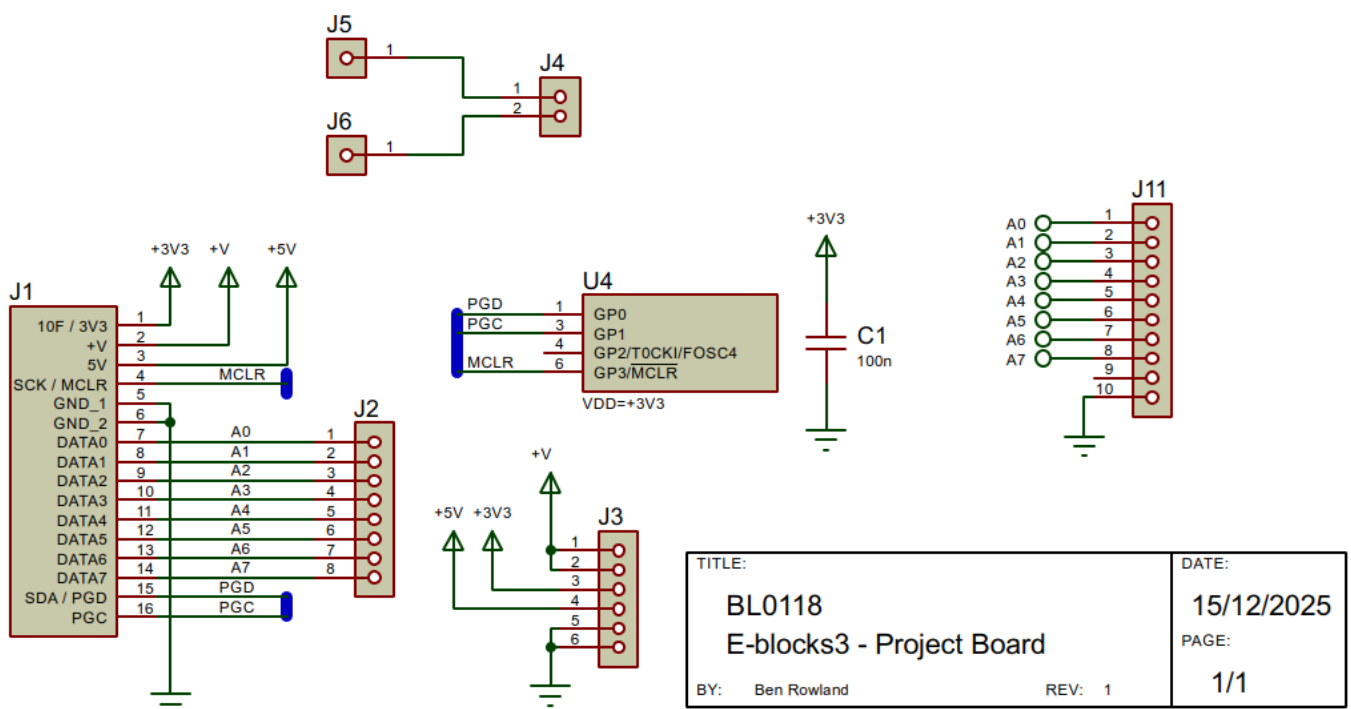 J5
1
J4
1
2
J6
1
J11
A0 1
A1 2
A2 3
A3 4
A4 5
A5 6
A6 7
A7 8
9
10
+3V3 +V +5V
J1
10F / 3V3 1
+V 2
5V 3
SCK / MCLR 4 MCLR
GND_1 5
GND_2 6
DATA0 7 A0
DATA1 8 A1
DATA2 9 A2
DATA3 10 A3
DATA4 11 A4
DATA5 12 A5
DATA6 13 A6
DATA7 14 A7
SDA / PGD 15 PGD
PGC 16 PGC
J2
1
2
3
4
5
6
7
8
U4
PGD 1 GP0
PGC 3 GP1
4 GP2/T0CKI/FOSC4
MCLR 6 GP3/MCLR
VDD=+3V3
+3V3
C1
100n
+V
+5V +3V3
J3
1
2
3
4
5
6
TITLE:
BL0118
E-blocks3 - Project Board
BY: Ben Rowland REV: 1
DATE:
15/12/2025
PAGE:
1/1